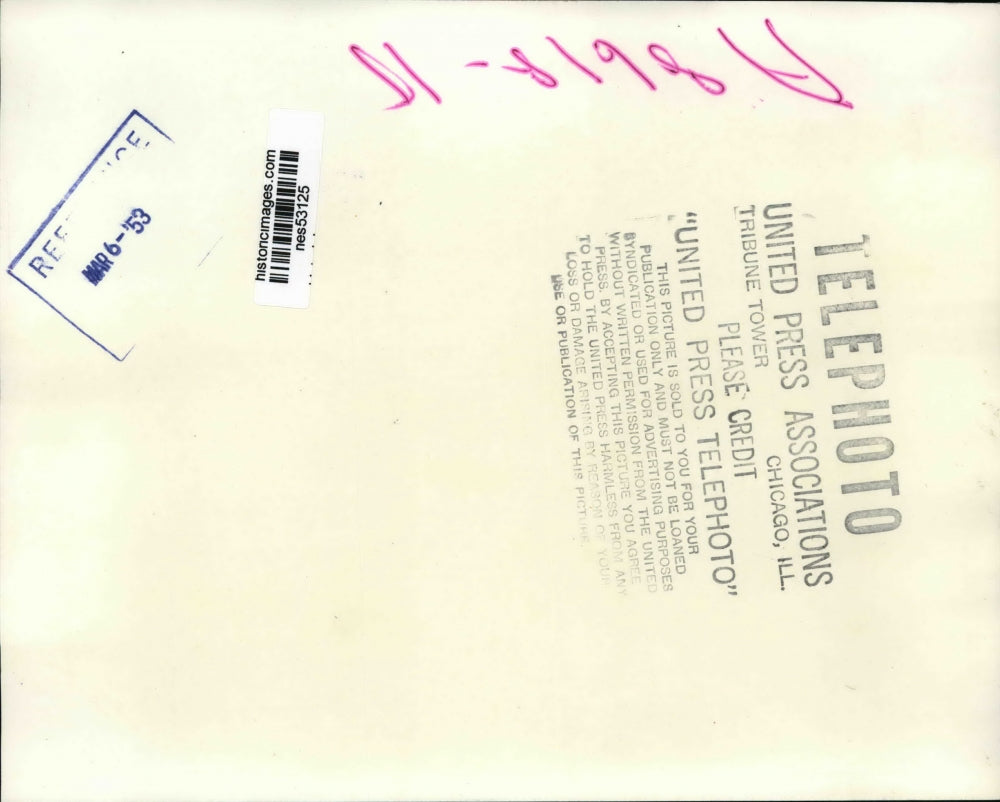 TELEPHOTO
UNITED PRESS ASSOCIATIONS
TRIBUNE TOWER CHICAGO, ILL.
PLEASE CREDIT
"UNITED PRESS TELEPHOTO"
THIS PICTURE IS SOLD TO YOU FOR YOUR
PUBLICATION ONLY AND MUST NOT BE LOANED
SYNDICATED OR USED FOR ADVERTISING PURPOSES
WITHOUT WRITTEN PERMISSION FROM THE UNITED
PRESS. BY ACCEPTING THIS PICTURE YOU AGREE
TO HOLD THE UNITED PRESS HARMLESS FROM ANY
LOSS OR DAMAGE ARISING BY REASON OF YOUR
USE OR PUBLICATION OF THIS PICTURE.
historicimages.com
nes53125
MAR 6-'53